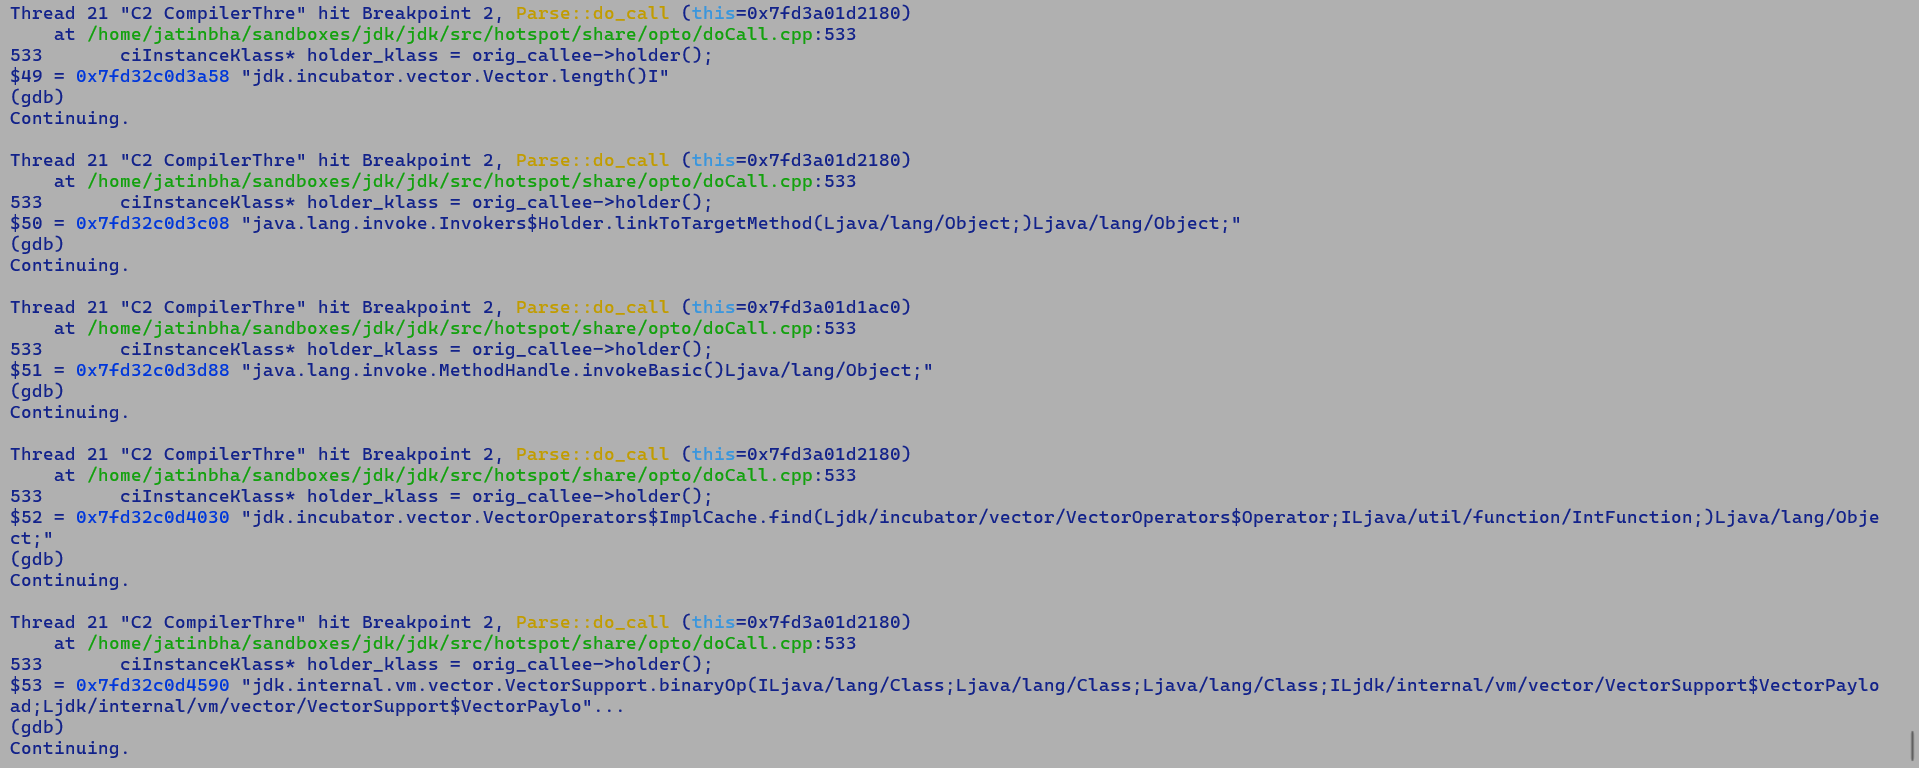 Thread 21 "C2 CompilerThre" hit Breakpoint 2, Parse::do_call (this=0x7fd3a01d2180)
    at /home/jatinbha/sandboxes/jdk/jdk/src/hotspot/share/opto/doCall.cpp:533
533       ciInstanceKlass* holder_klass = orig_callee->holder();
$49 = 0x7fd32c0d3a58 "jdk.incubator.vector.Vector.length()I"
(gdb)
Continuing.

Thread 21 "C2 CompilerThre" hit Breakpoint 2, Parse::do_call (this=0x7fd3a01d2180)
    at /home/jatinbha/sandboxes/jdk/jdk/src/hotspot/share/opto/doCall.cpp:533
533       ciInstanceKlass* holder_klass = orig_callee->holder();
$50 = 0x7fd32c0d3c08 "java.lang.invoke.Invokers$Holder.linkToTargetMethod(Ljava/lang/Object;)Ljava/lang/Object;"
(gdb)
Continuing.

Thread 21 "C2 CompilerThre" hit Breakpoint 2, Parse::do_call (this=0x7fd3a01d1ac0)
    at /home/jatinbha/sandboxes/jdk/jdk/src/hotspot/share/opto/doCall.cpp:533
533       ciInstanceKlass* holder_klass = orig_callee->holder();
$51 = 0x7fd32c0d3d88 "java.lang.invoke.MethodHandle.invokeBasic()Ljava/lang/Object;"
(gdb)
Continuing.

Thread 21 "C2 CompilerThre" hit Breakpoint 2, Parse::do_call (this=0x7fd3a01d2180)
    at /home/jatinbha/sandboxes/jdk/jdk/src/hotspot/share/opto/doCall.cpp:533
533       ciInstanceKlass* holder_klass = orig_callee->holder();
$52 = 0x7fd32c0d4030 "jdk.incubator.vector.VectorOperators$ImplCache.find(Ljdk/incubator/vector/VectorOperators$Operator;ILjava/util/function/IntFunction;)Ljava/lang/Obje
ct;"
(gdb)
Continuing.

Thread 21 "C2 CompilerThre" hit Breakpoint 2, Parse::do_call (this=0x7fd3a01d2180)
    at /home/jatinbha/sandboxes/jdk/jdk/src/hotspot/share/opto/doCall.cpp:533
533       ciInstanceKlass* holder_klass = orig_callee->holder();
$53 = 0x7fd32c0d4590 "jdk.internal.vm.vector.VectorSupport.binaryOp(ILjava/lang/Class;Ljava/lang/Class;Ljava/lang/Class;ILjdk/internal/vm/vector/VectorSupport$VectorPaylo
ad;Ljdk/internal/vm/vector/VectorSupport$VectorPaylo"...
(gdb)
Continuing.